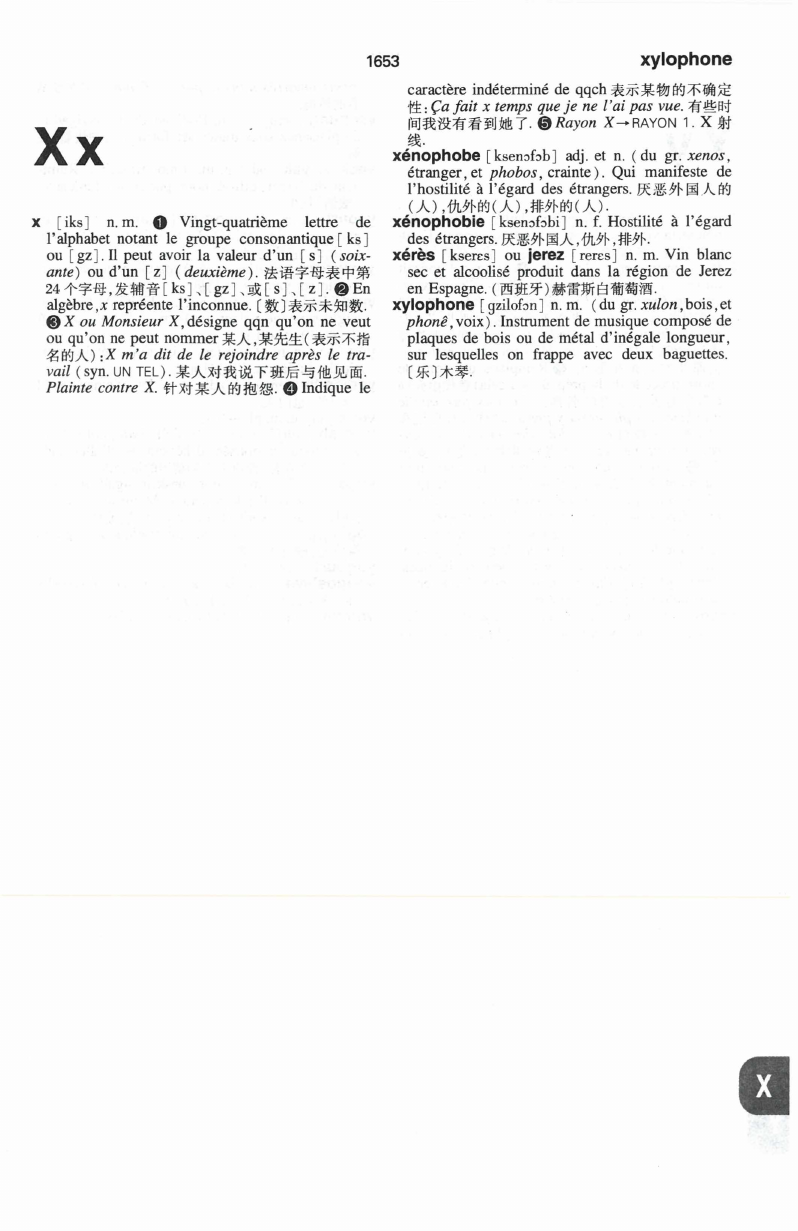 1653
xylophone
Xx
x [iks] n. m. ❶ Vingt-quatrième lettre de
l'alphabet notant le groupe consonantique [ks]
ou [gz]. Il peut avoir la valeur d'un [s] (soix-
ante) ou d'un [z] (deuxième). 法语字母表中第
24个字母,发辅音[ks]、[gz]、或[s]、[z]. ❷ En
algèbre, x repréente l'inconnue. 〔数〕表示未知数.
❸ X ou Monsieur X, désigne qqn qu'on ne veut
ou qu'on ne peut nommer 某人,某先生(表示不指
名的人): X m'a dit de le rejoindre après le tra-
vail (syn. UN TEL). 某人对我说下班后与他见面.
Plainte contre X. 针对某人的抱怨. ❹ Indique le
caractère indéterminé de qqch 表示某物的不确定
性: Ça fait x temps que je ne l'ai pas vue. 有些时
间我没有看到她了. ❺ Rayon X→RAYON 1. X 射
线.
xénophobe [ksenɔfɔb] adj. et n. (du gr. xenos,
étranger, et phobos, crainte). Qui manifeste de
l'hostilité à l'égard des étrangers. 厌恶外国人的
(人),仇外的(人),排外的(人).
xénophobie [ksenɔfɔbi] n. f. Hostilité à l'égard
des étrangers. 厌恶外国人,仇外,排外.
xérès [kserɛs] ou jerez [rerɛs] n. m. Vin blanc
sec et alcoolisé produit dans la région de Jerez
en Espagne. (西班牙)赫雷斯白葡萄酒.
xylophone [gzilofɔn] n. m. (du gr. xulon, bois, et
phonê, voix). Instrument de musique composé de
plaques de bois ou de métal d'inégale longueur,
sur lesquelles on frappe avec deux baguettes.
〔乐〕木琴.
X